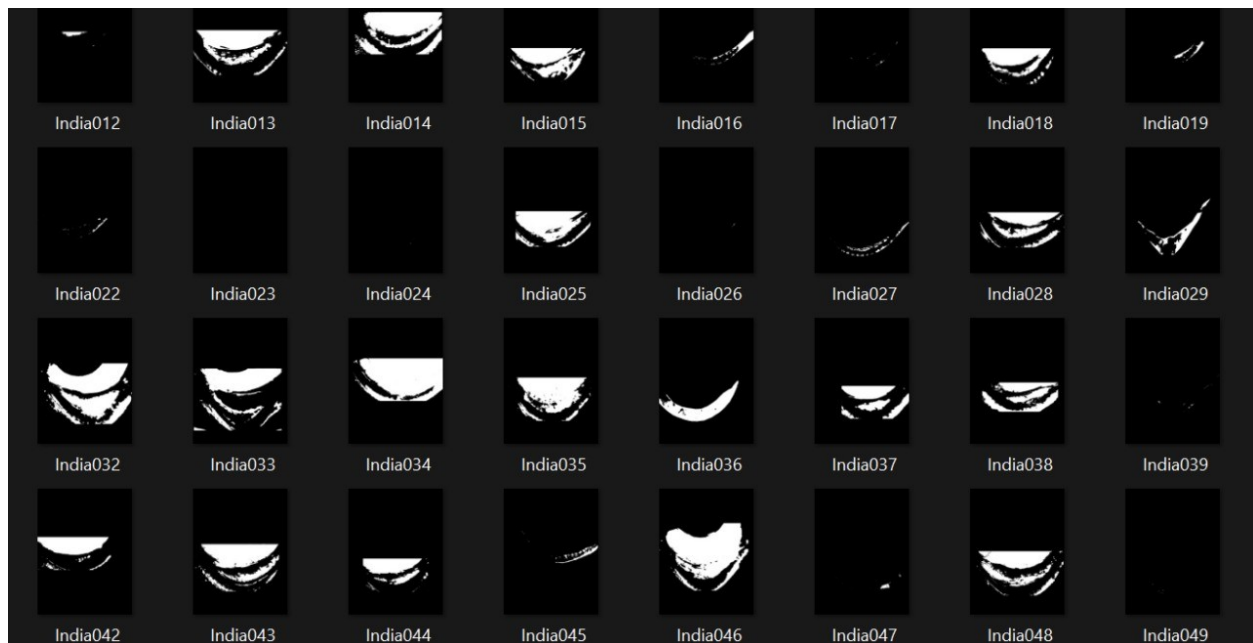 India012 India013 India014 India015 India016 India017 India018 India019
India022 India023 India024 India025 India026 India027 India028 India029
India032 India033 India034 India035 India036 India037 India038 India039
India042 India043 India044 India045 India046 India047 India048 India049